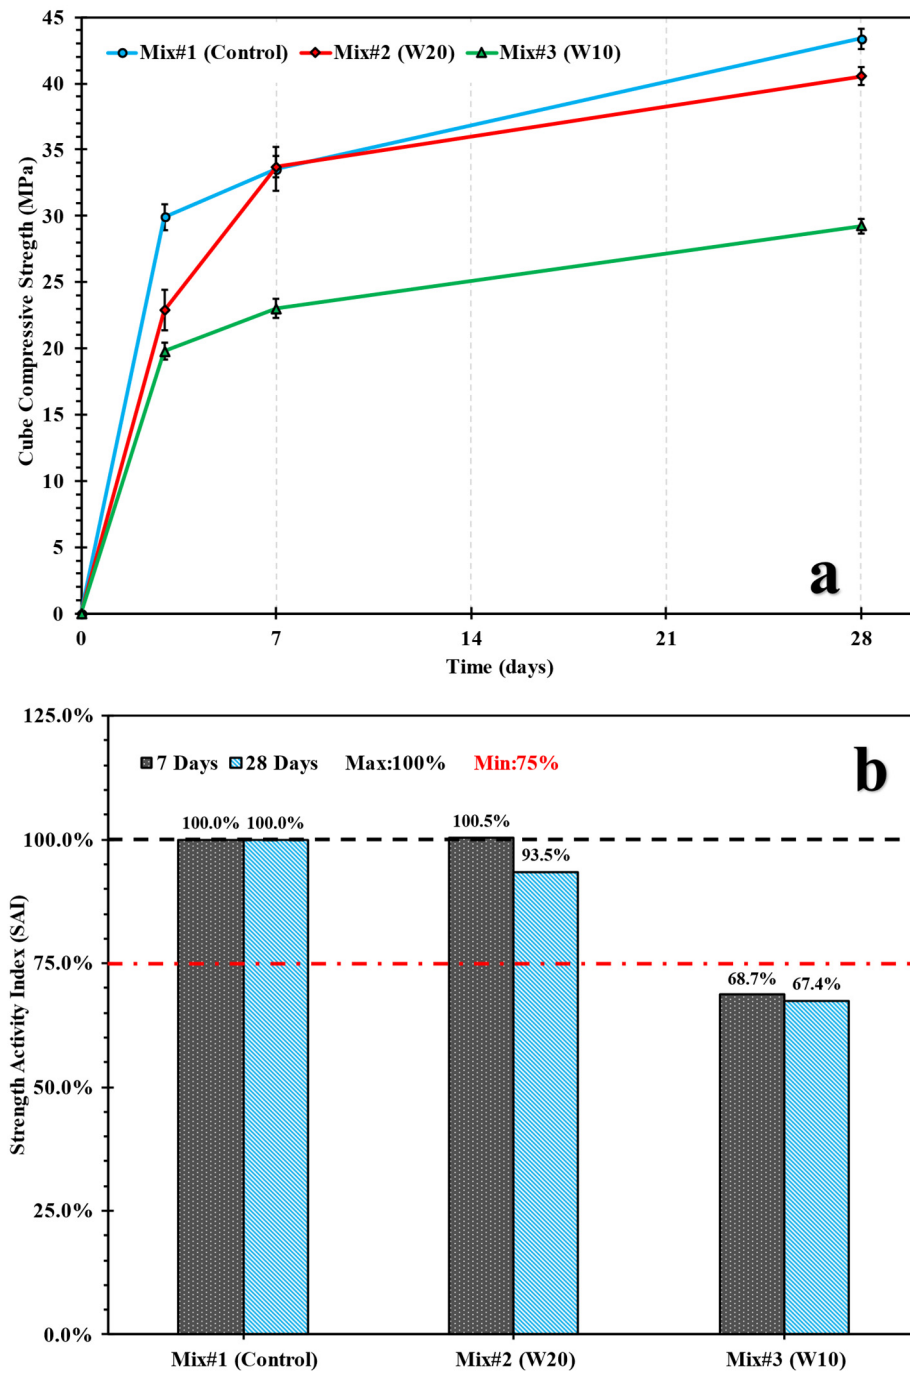 45
Mix#1 (Control) Mix#2 (W20) Mix#3 (W10)
40
35
30
25
20
15
10
5
0
Cube Compressive Stregth (MPa)
a
0 7 14 21 28
Time (days)
125.0%
7 Days 28 Days Max:100% Min:75%
b
100.0% 100.0% 100.5% 93.5% 68.7% 67.4%
100.0%
75.0%
50.0%
25.0%
0.0%
Strength Activity Index (SAI)
Mix#1 (Control) Mix#2 (W20) Mix#3 (W10)